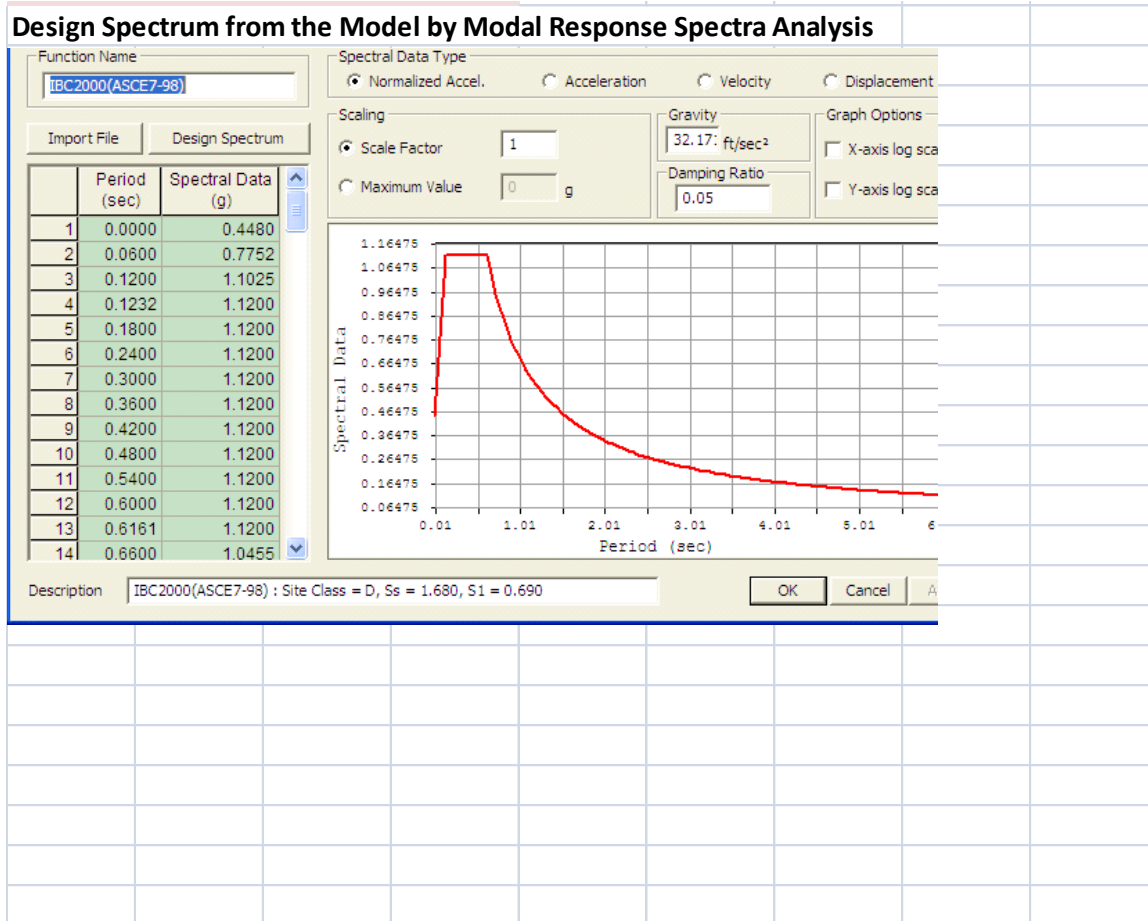 Design Spectrum from the Model by Modal Response Spectra Analysis
Function Name
IBC2000(ASCE7-98)
Import File Design Spectrum
Period (sec) Spectral Data (g)
1 0.0000 0.4480
2 0.0600 0.7752
3 0.1200 1.1025
4 0.1232 1.1200
5 0.1800 1.1200
6 0.2400 1.1200
7 0.3000 1.1200
8 0.3600 1.1200
9 0.4200 1.1200
10 0.4800 1.1200
11 0.5400 1.1200
12 0.6000 1.1200
13 0.6161 1.1200
14 0.6600 1.0455
Spectral Data Type
Normalized Accel. Acceleration Velocity Displacement
Scaling
Scale Factor 1
Maximum Value 0 g
Gravity
32.17 ft/sec²
Damping Ratio
0.05
Graph Options
X-axis log sca
Y-axis log sca
1.16475
1.06475
0.96475
0.86475
0.76475
0.66475
0.56475
0.46475
0.36475
0.26475
0.16475
0.06475
Spectral Data
0.01 1.01 2.01 3.01 4.01 5.01 6
Period (sec)
Description IBC2000(ASCE7-98) : Site Class = D, Ss = 1.680, S1 = 0.690
OK Cancel A